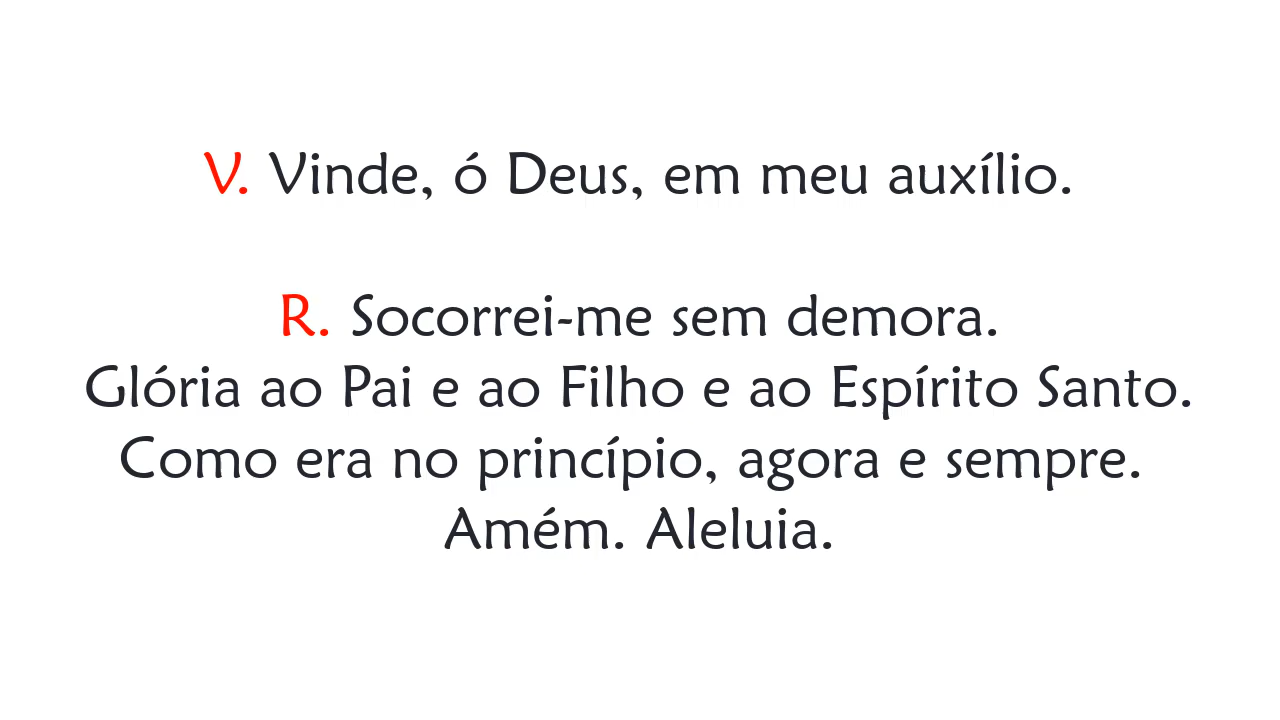 V. Vinde, ó Deus, em meu auxílio.
R. Socorrei-me sem demora.
Glória ao Pai e ao Filho e ao Espírito Santo.
Como era no princípio, agora e sempre.
Amém. Aleluia.